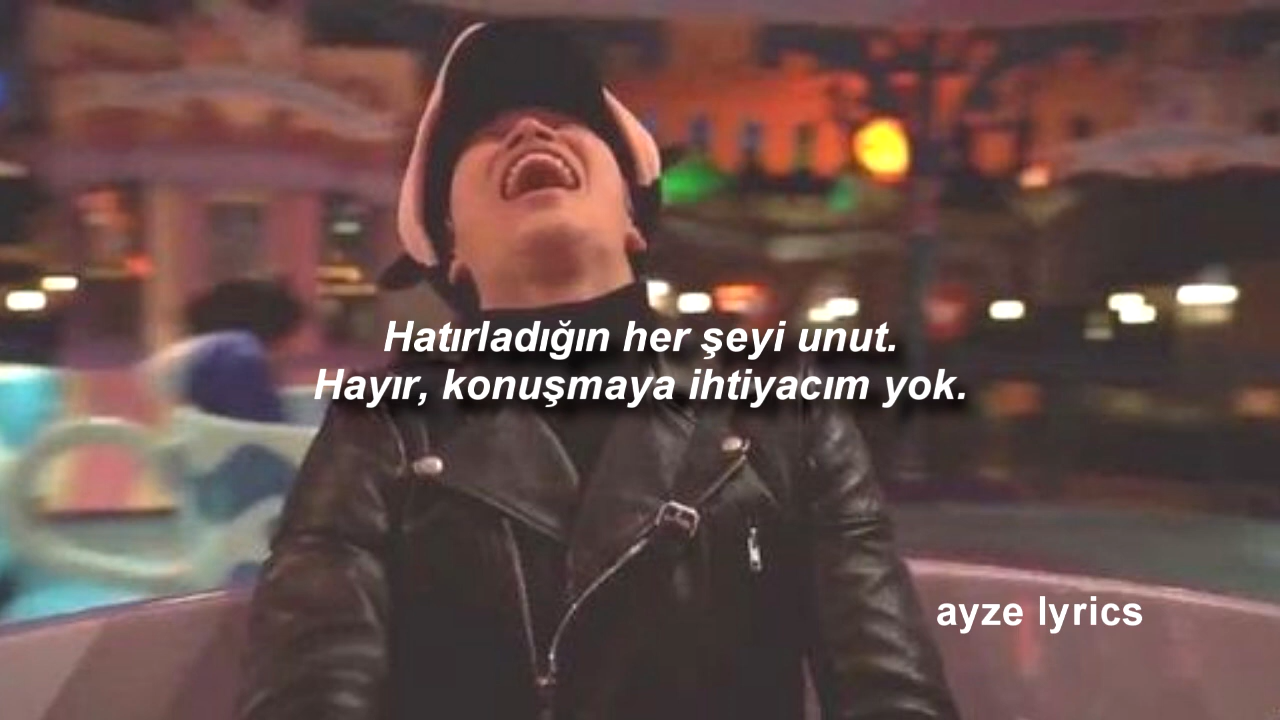 Hatırladığın her şeyi unut.
Hayır, konuşmaya ihtiyacım yok.
ayze lyrics